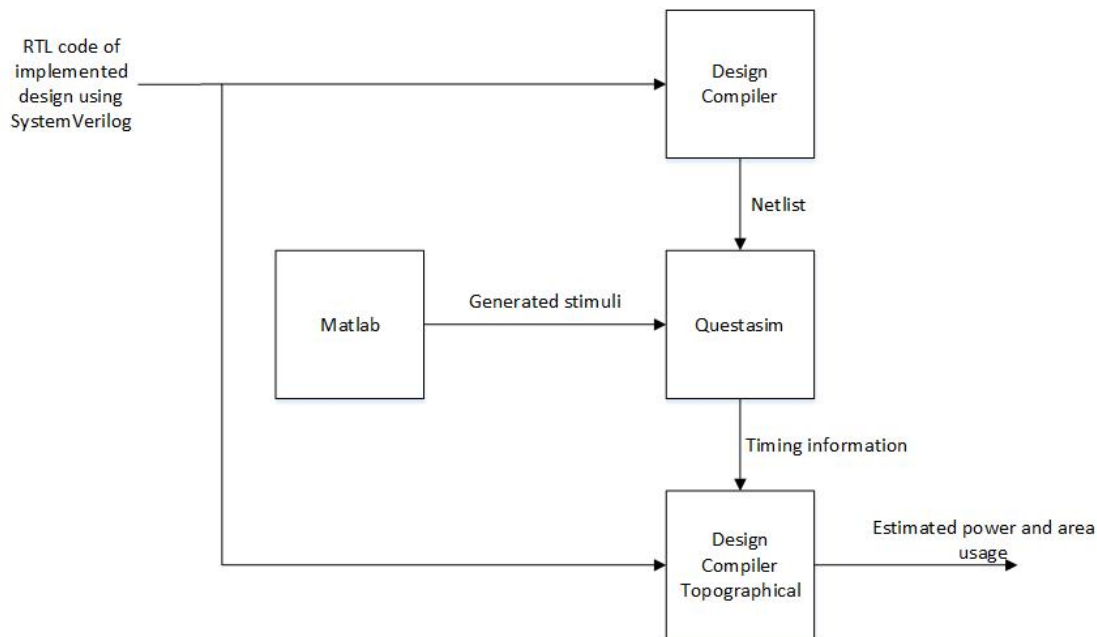 RTL code of
implemented
design using
SystemVerilog
Design
Compiler
Netlist
Matlab
Generated stimuli
Questasim
Timing information
Design
Compiler
Topographical
Estimated power and area
usage